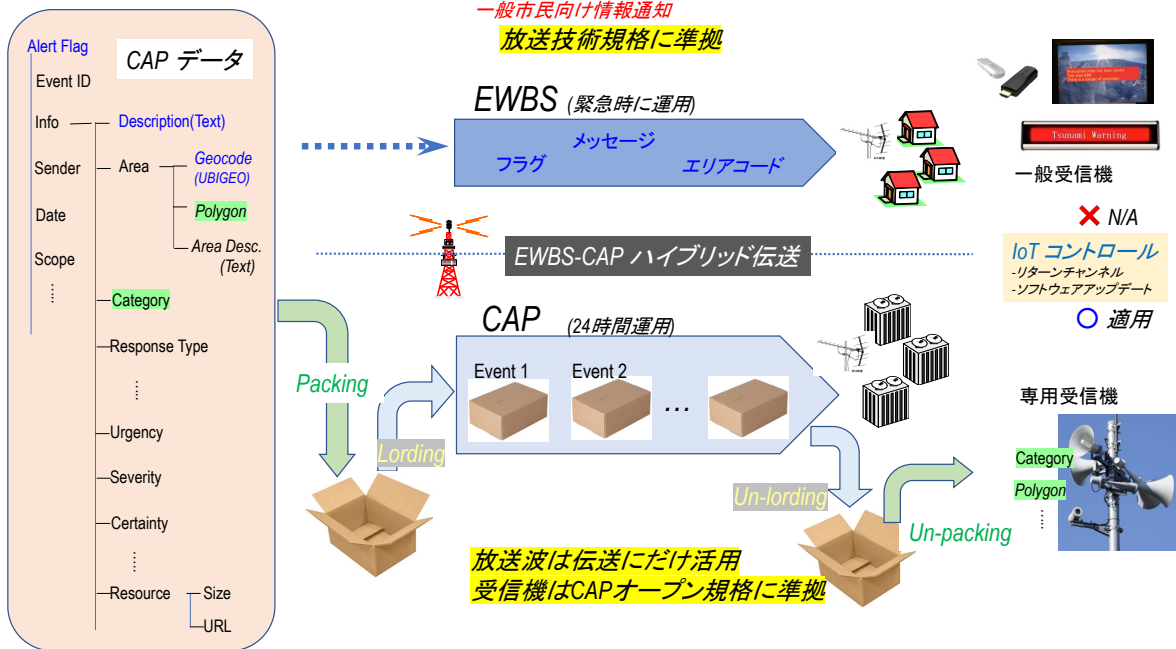 一般市民向け情報通知
放送技術規格に準拠
CAP データ
Alert Flag
Event ID
Info
Description(Text)
Sender
Area
Geocode
(UBIGEO)
Date
Polygon
Scope
Area Desc.
(Text)
Category
Response Type
Urgency
Severity
Certainty
Resource
Size
URL
EWBS (緊急時に運用)
メッセージ
フラグ
エリアコード
EWBS-CAP ハイブリッド伝送
CAP (24時間運用)
Event 1
Event 2
...
Packing
Lording
Un-lording
Un-packing
放送波は伝送にだけ活用
受信機はCAPオープン規格に準拠
Tsunami Warning
一般受信機
N/A
IoT コントロール
-リターンチャンネル
-ソフトウェアアップデート
適用
専用受信機
Category
Polygon